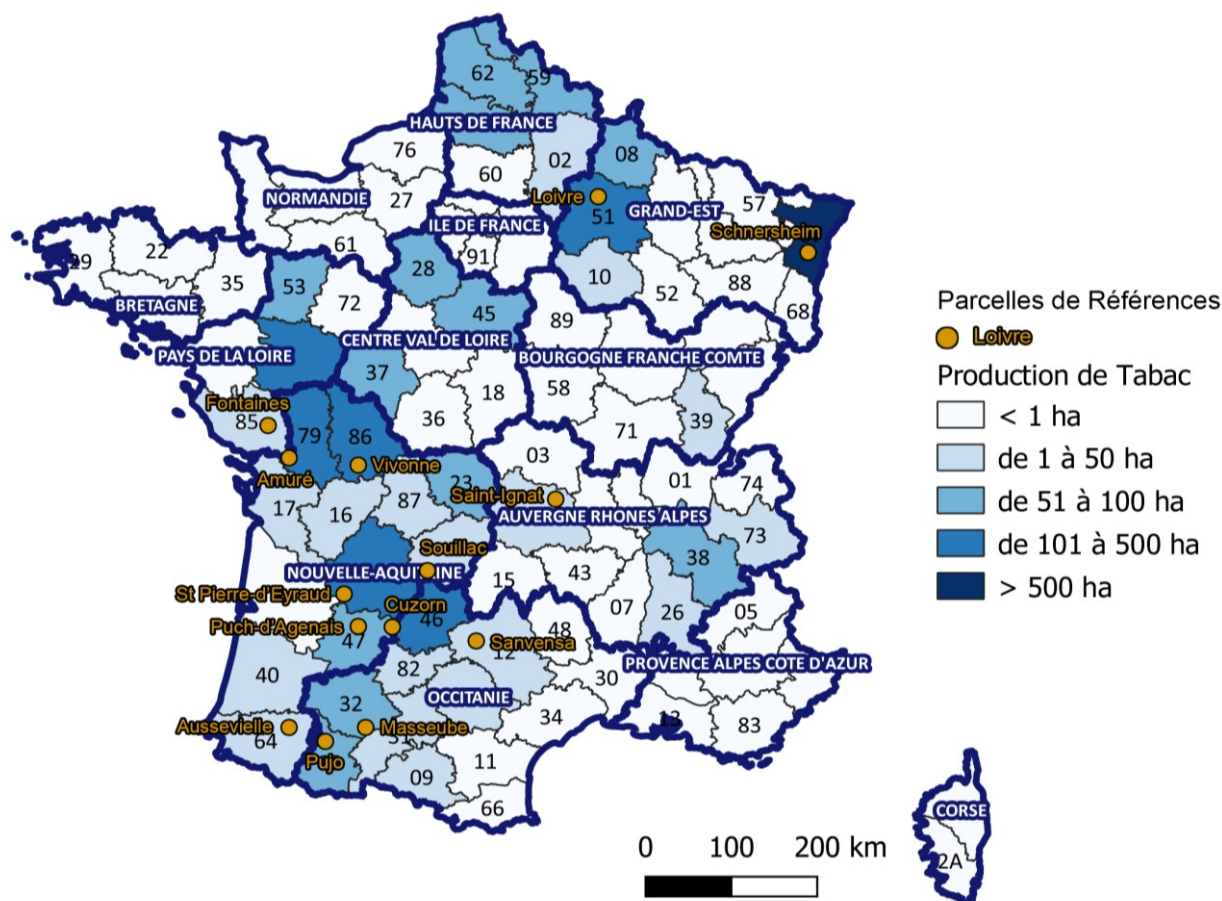 62
59
HAUTS DE FRANCE
76
02
08
60
Loivre
57
NORMANDIE
27
51
GRAND-EST
ILE DE FRANCE
Schnersheim
61
91
22
29
28
10
88
35
53
52
BRETAGNE
72
45
68
89
CENTRE VAL DE LOIRE
PAYS DE LA LOIRE
BOURGOGNE FRANCHE COMTE
37
58
18
Fontaines
85
36
39
79
86
71
Amuré
Vivonne
03
01
74
23
Saint-Ignat
87
17
16
AUVERGNE RHONES ALPES
73
Souillac
38
NOUVELLE-AQUITAINE
15
43
St Pierre-d'Eyraud
Cuzorn
07
26
05
46
Puch-d'Agenais
48
47
Sanvensa
12
PROVENCE ALPES COTE D'AZUR
40
82
30
OCCITANIE
32
34
13
83
Aussevielle
Masseube
64
31
Pujo
11
09
66
CORSE
2A
Parcelles de Références
Loivre
Production de Tabac
< 1 ha
de 1 à 50 ha
de 51 à 100 ha
de 101 à 500 ha
> 500 ha
0 100 200 km